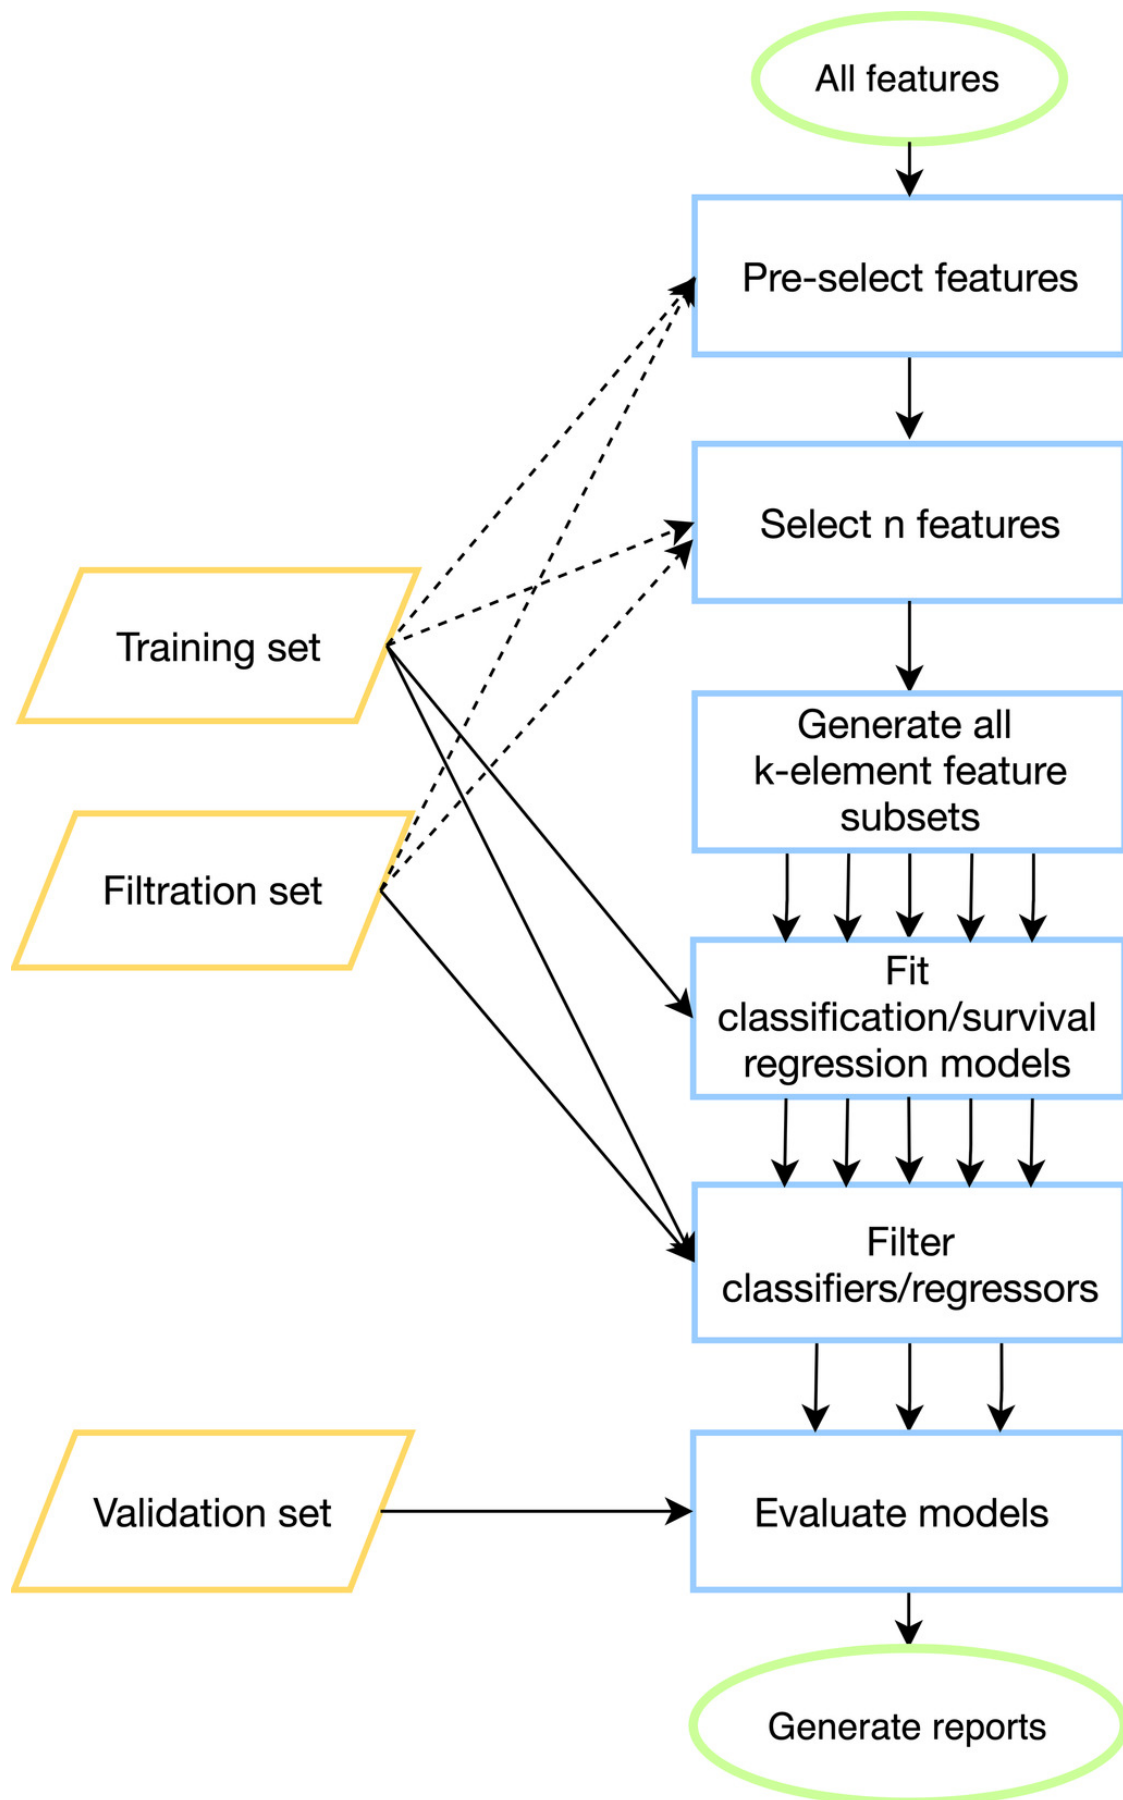 All features
Pre-select features
Select n features
Training set
Generate all
k-element feature
subsets
Filtration set
Fit
classification/survival
regression models
Filter
classifiers/regressors
Validation set
Evaluate models
Generate reports